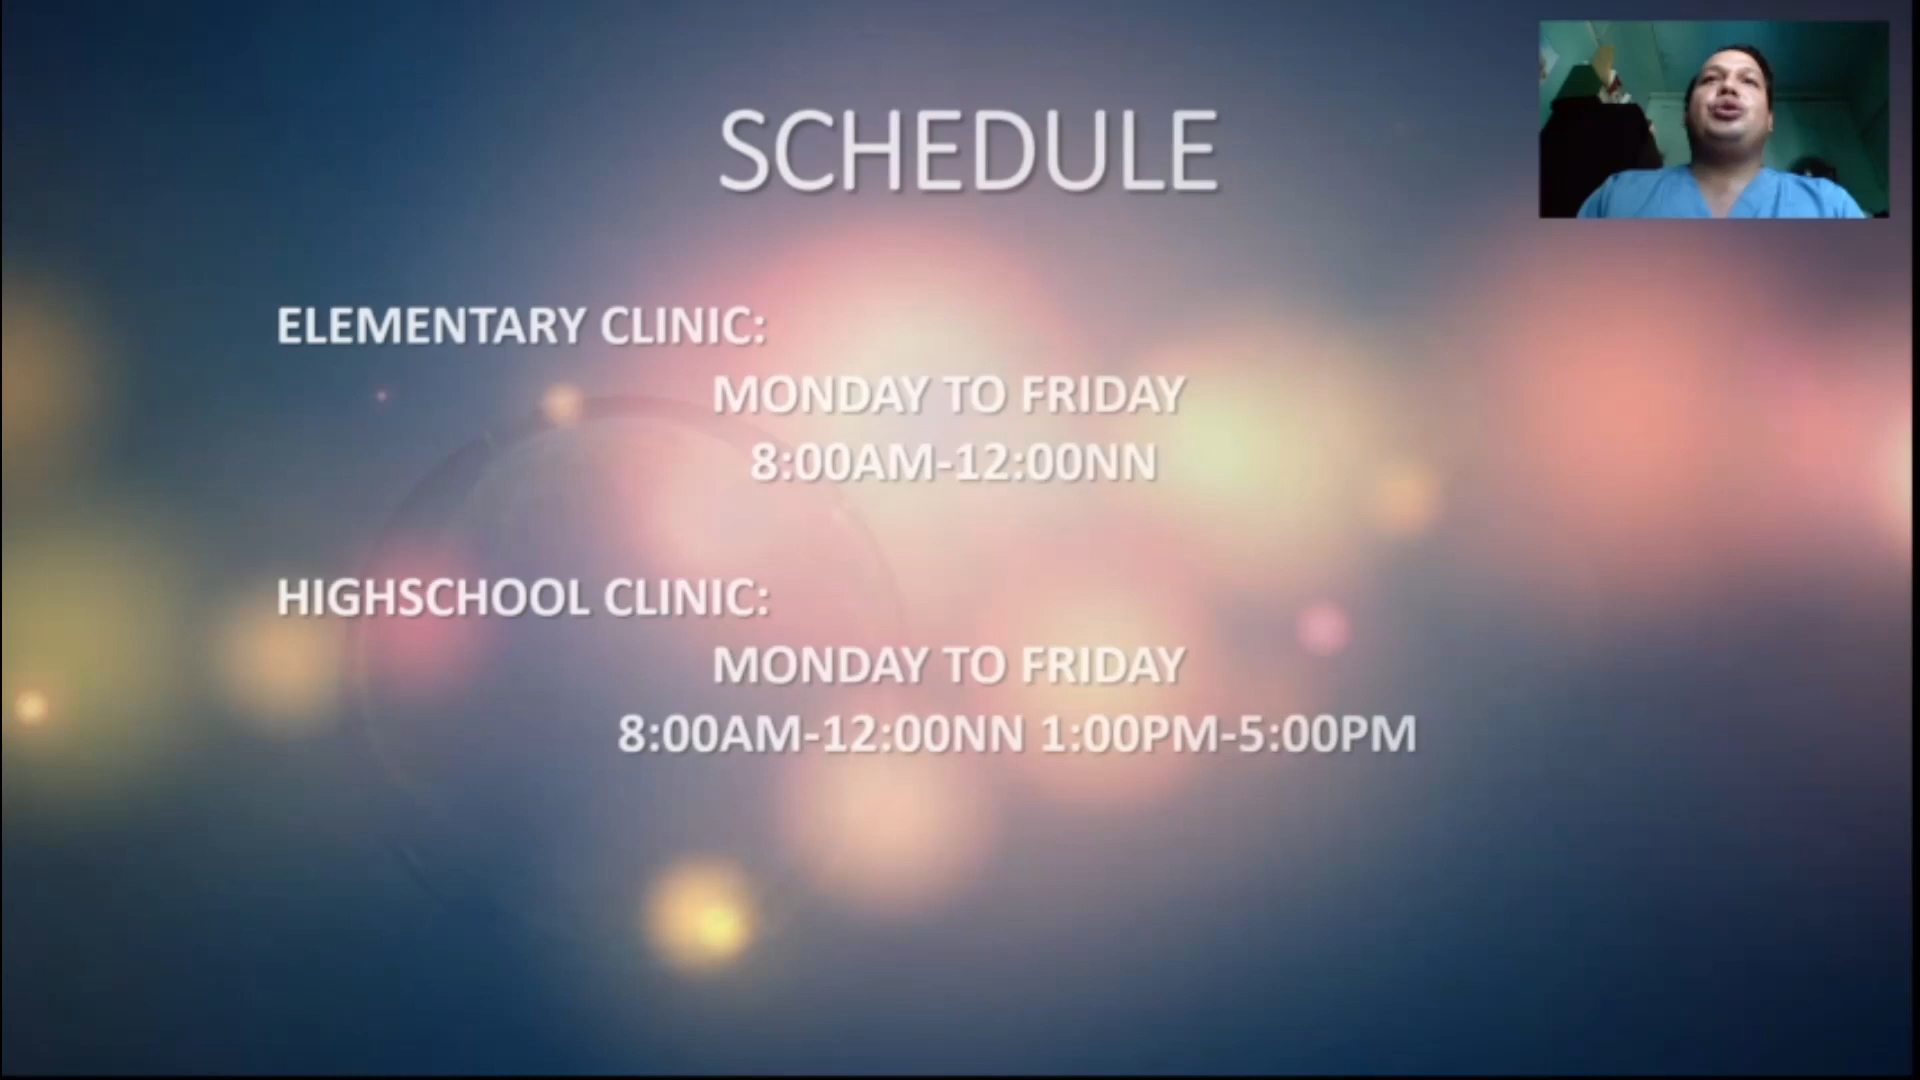 SCHEDULE
ELEMENTARY CLINIC:
MONDAY TO FRIDAY
8:00AM-12:00NN
HIGHSCHOOL CLINIC:
MONDAY TO FRIDAY
8:00AM-12:00NN 1:00PM-5:00PM